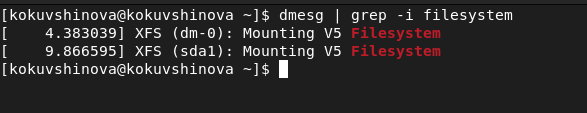 [kokuvshinova@kokuvshinova ~]$ dmesg | grep -i filesystem
[    4.383039] XFS (dm-0): Mounting V5 Filesystem
[    9.866595] XFS (sda1): Mounting V5 Filesystem
[kokuvshinova@kokuvshinova ~]$